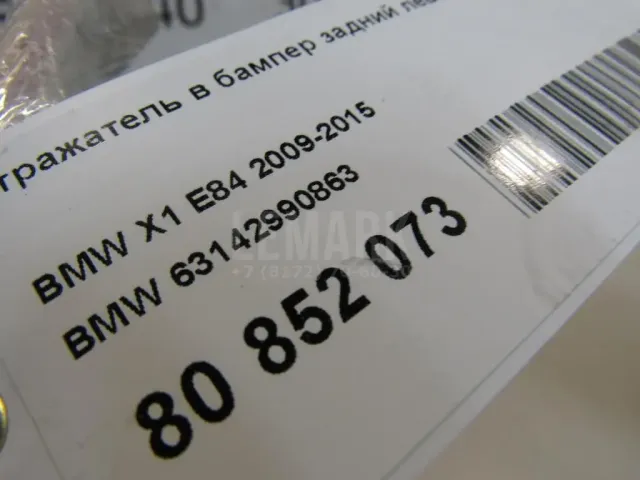 тражатель в бампер задний
BMW X1 E84 2009-2015
BMW 63142990863
80 852 073